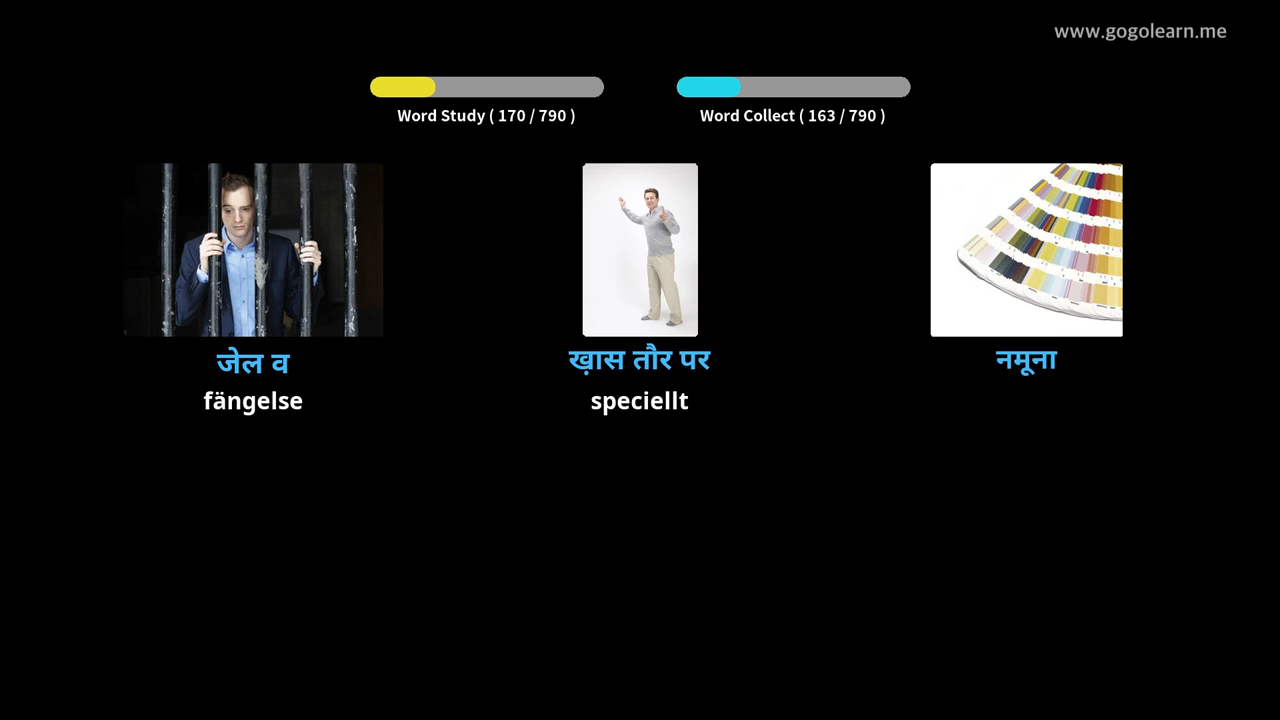 www.gogolearn.me
Word Study ( 170 / 790 )
Word Collect ( 163 / 790 )
जेल व
ख़ास तौर पर
नमूना
fängelse
speciellt